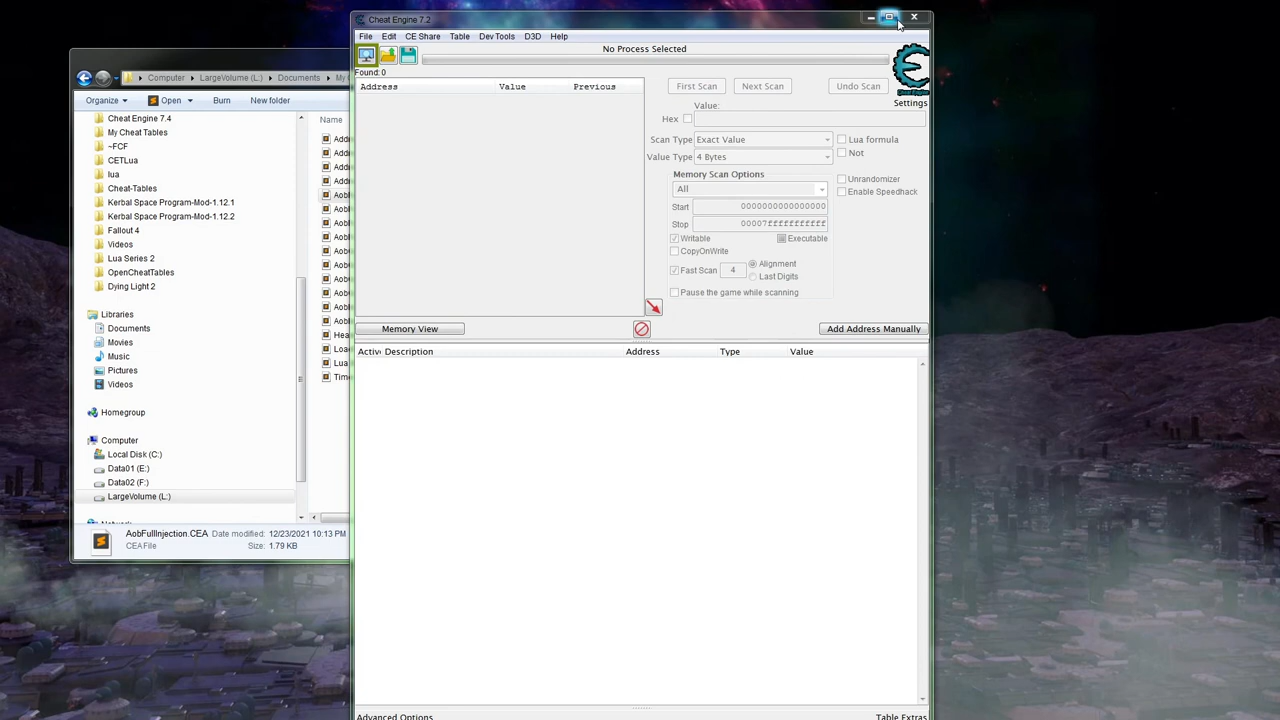 Cheat Engine 7.2
File Edit CE Share Table Dev Tools D3D Help
No Process Selected
Found: 0
Address Value Previous
First Scan Next Scan Undo Scan
Cheat Engine
Settings
Value:
Hex
Scan Type Exact Value
Lua formula
Value Type 4 Bytes
Not
Memory Scan Options
All
Unrandomizer
Enable Speedhack
Start 0000000000000000
Stop 00007fffffffffff
Writable Executable
CopyOnWrite
Fast Scan 4 Alignment
Last Digits
Pause the game while scanning
Memory View
Add Address Manually
Active Description Address Type Value
Advanced Options
Table Extras
Computer LargeVolume (L:) Documents My C
Organize Open Burn New folder
Name
Cheat Engine 7.4
My Cheat Tables
~FCF
CETLua
lua
Cheat-Tables
Kerbal Space Program-Mod-1.12.1
Kerbal Space Program-Mod-1.12.2
Fallout 4
Videos
Lua Series 2
OpenCheatTables
Dying Light 2
Libraries
Documents
Movies
Music
Pictures
Videos
Homegroup
Computer
Local Disk (C:)
Data01 (E:)
Data02 (F:)
LargeVolume (L:)
Network
AobFullInjection.CEA Date modified: 12/23/2021 10:13 PM
CEA File Size: 1.79 KB